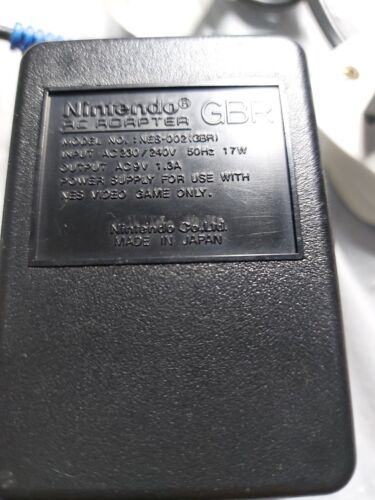 Nintendo® GBR
AC ADAPTER
MODEL NO.: NES-002(GBR)
INPUT AC230/240V 50Hz 17W
OUTPUT AC9V 1.3A
POWER SUPPLY FOR USE WITH
NES VIDEO GAME ONLY.
Nintendo Co.,Ltd.
MADE IN JAPAN